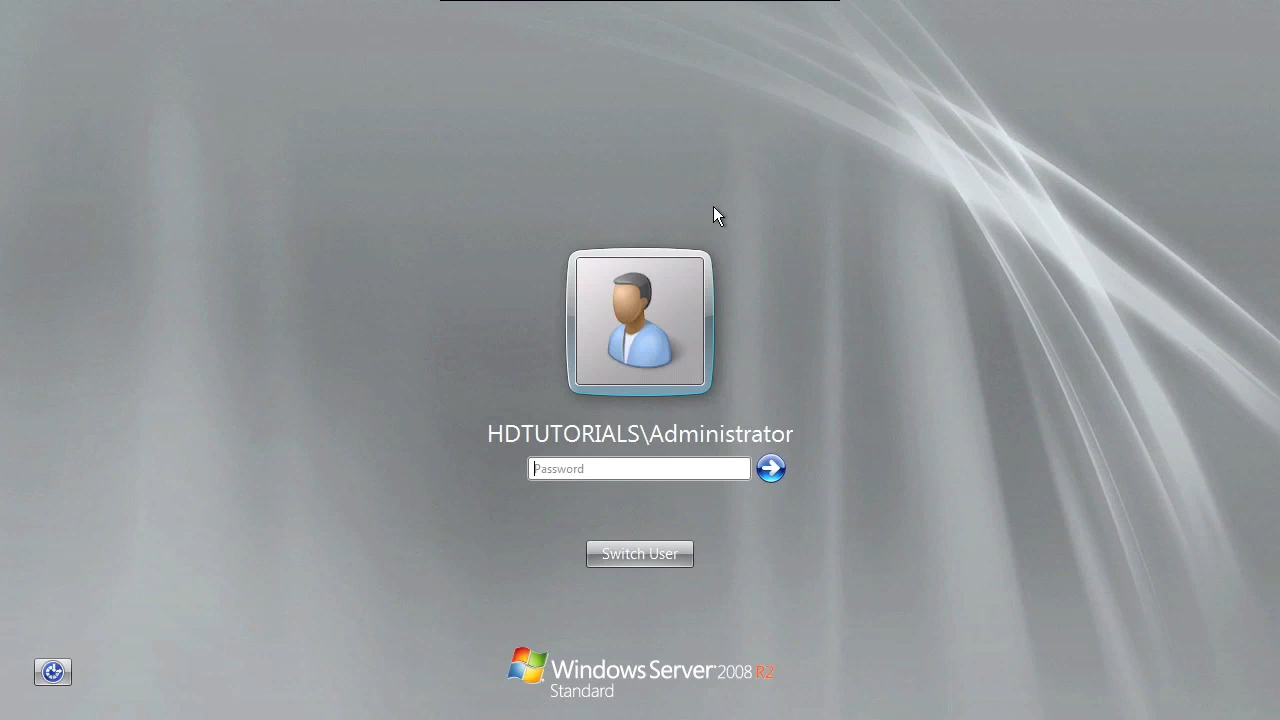 HDTUTORIALS\Administrator
Password
Switch User
Windows Server 2008 R2
Standard